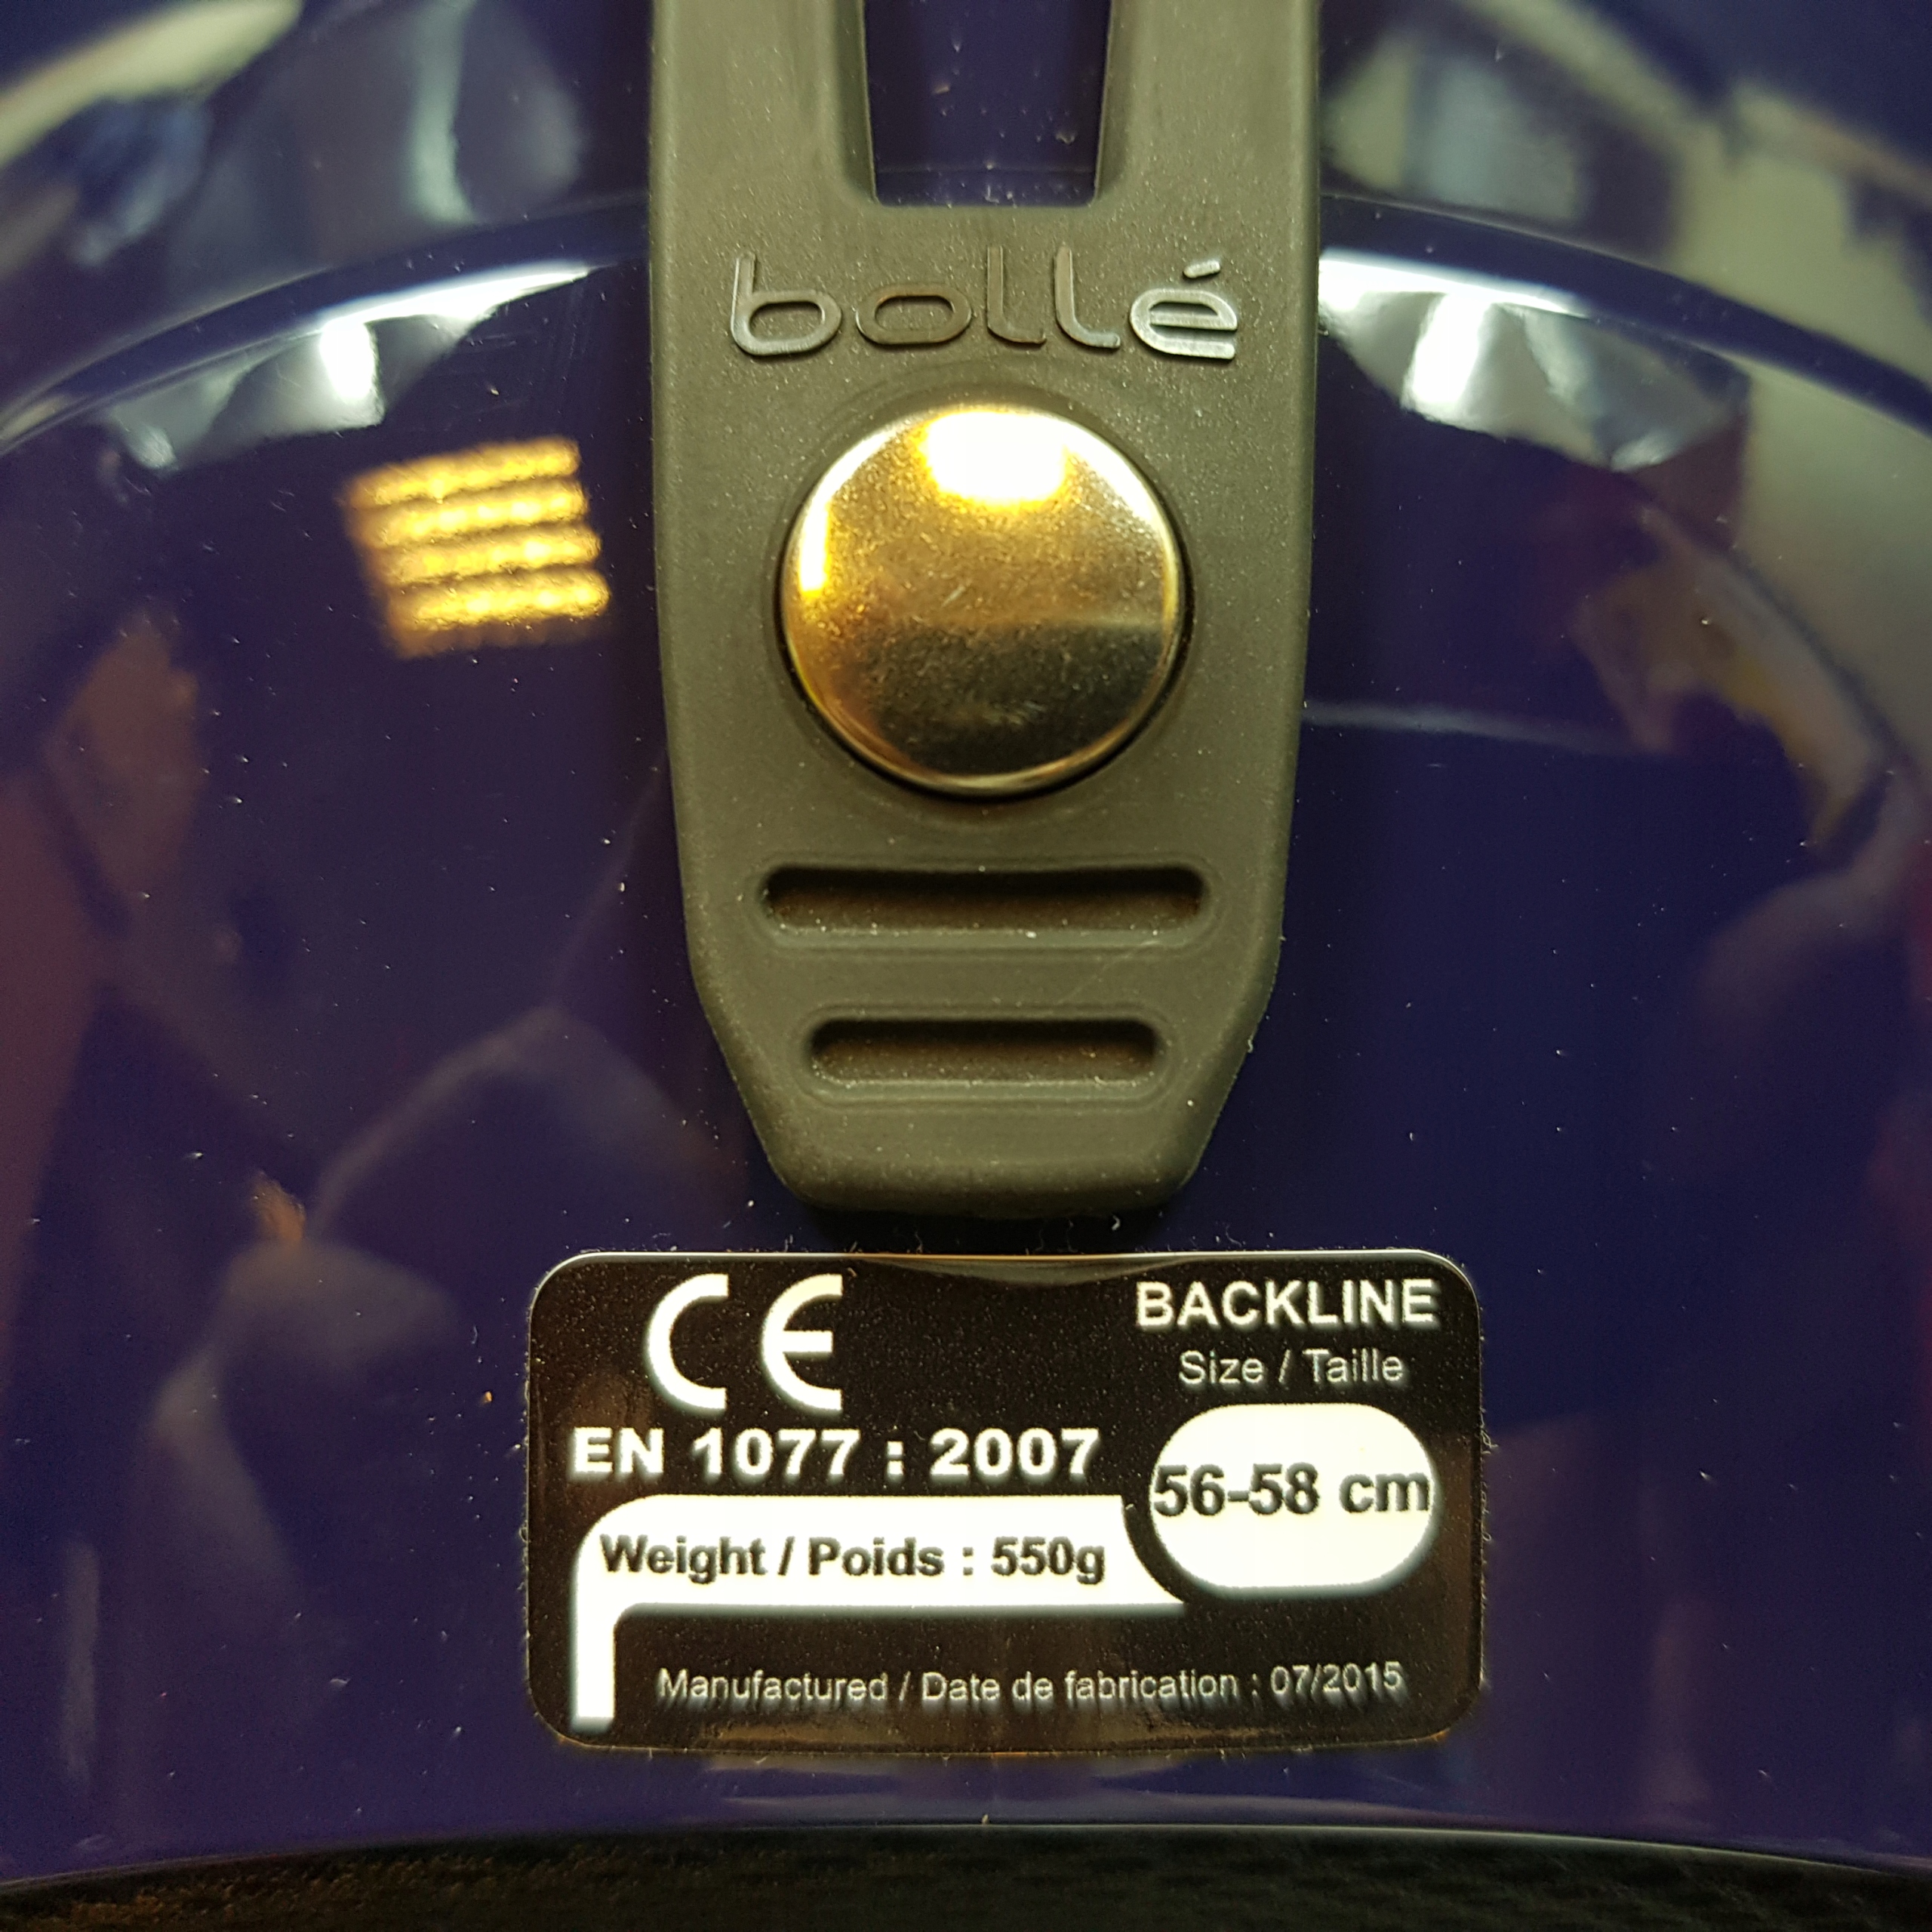 bollé
CE
BACKLINE
Size / Taille
EN 1077 : 2007
56-58 cm
Weight / Poids : 550g
Manufactured / Date de fabrication : 07/2015